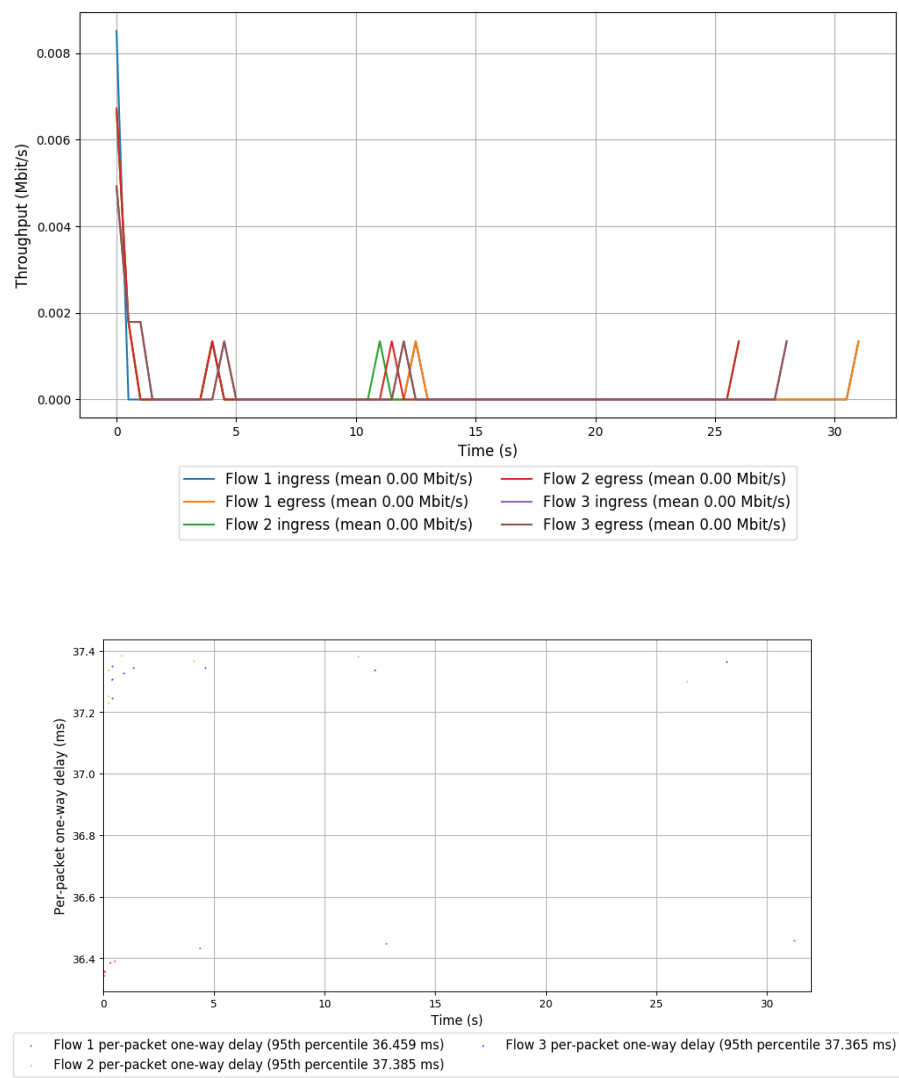 0.008
0.006
0.004
0.002
0.000
Throughput (Mbit/s)
0 5 10 15 20 25 30
Time (s)
Flow 1 ingress (mean 0.00 Mbit/s)
Flow 1 egress (mean 0.00 Mbit/s)
Flow 2 ingress (mean 0.00 Mbit/s)
Flow 2 egress (mean 0.00 Mbit/s)
Flow 3 ingress (mean 0.00 Mbit/s)
Flow 3 egress (mean 0.00 Mbit/s)
37.4
37.2
37.0
36.8
36.6
36.4
Per-packet one-way delay (ms)
0 5 10 15 20 25 30
Time (s)
Flow 1 per-packet one-way delay (95th percentile 36.459 ms)
Flow 2 per-packet one-way delay (95th percentile 37.385 ms)
Flow 3 per-packet one-way delay (95th percentile 37.365 ms)